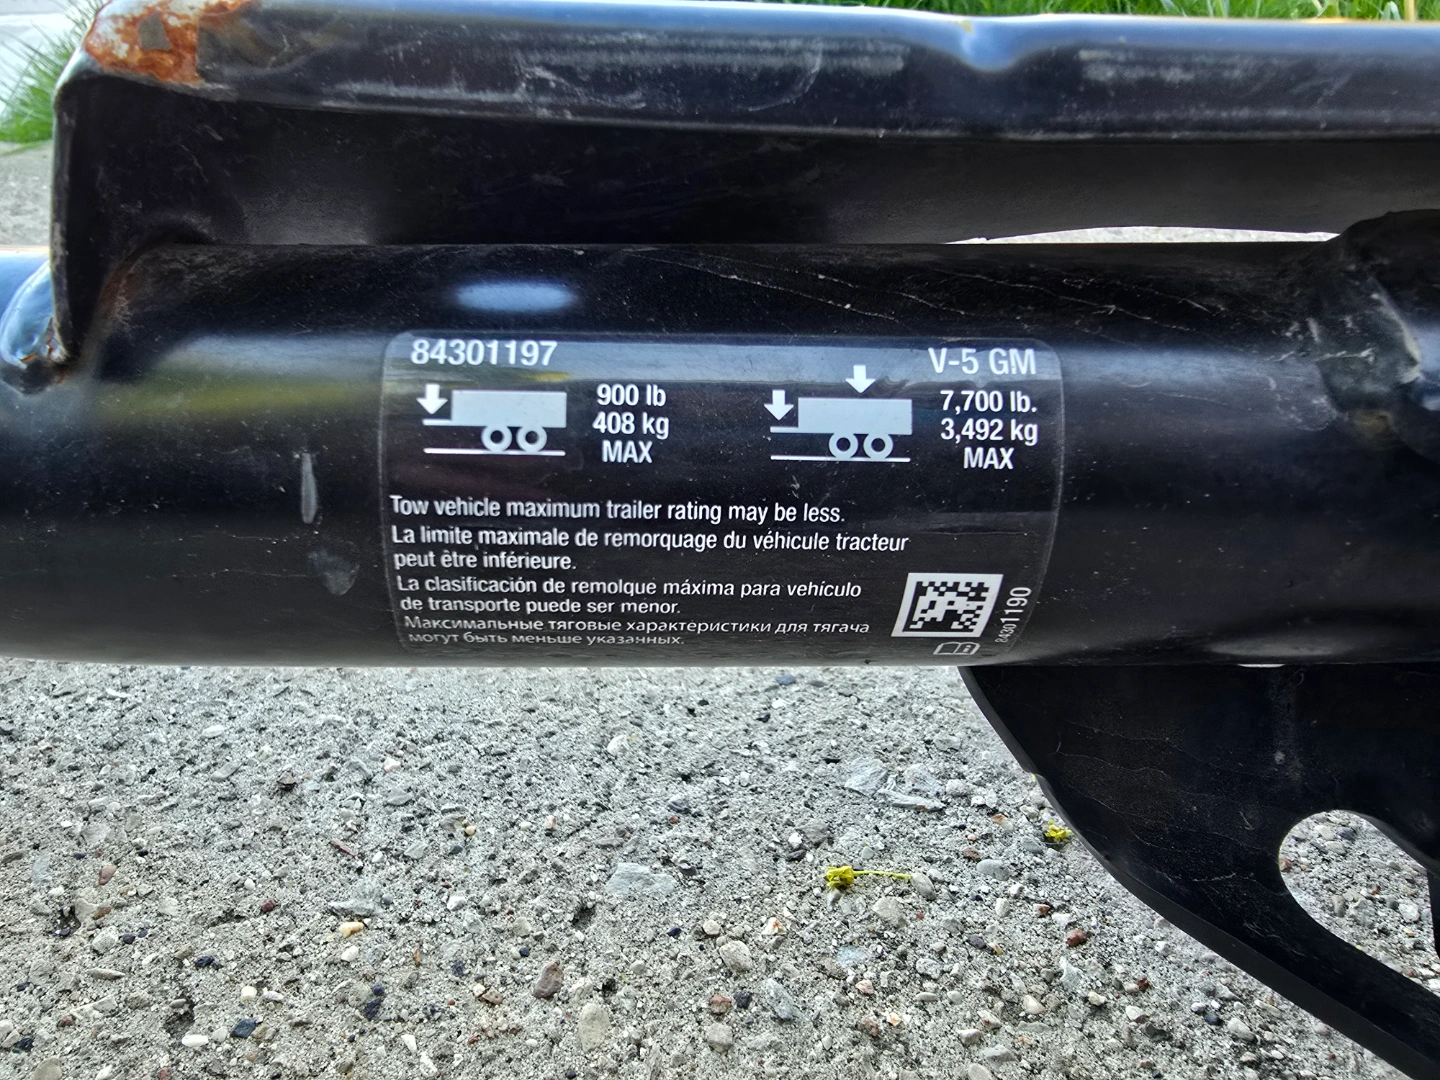 84301197
V-5 GM
900 lb
408 kg
MAX
7,700 lb.
3,492 kg
MAX
Tow vehicle maximum trailer rating may be less.
La limite maximale de remorquage du véhicule tracteur
peut être inférieure.
La clasificación de remolque máxima para vehículo
de transporte puede ser menor.
Максимальные тяговые характеристики для тягача
могут быть меньше указанных.
84301190